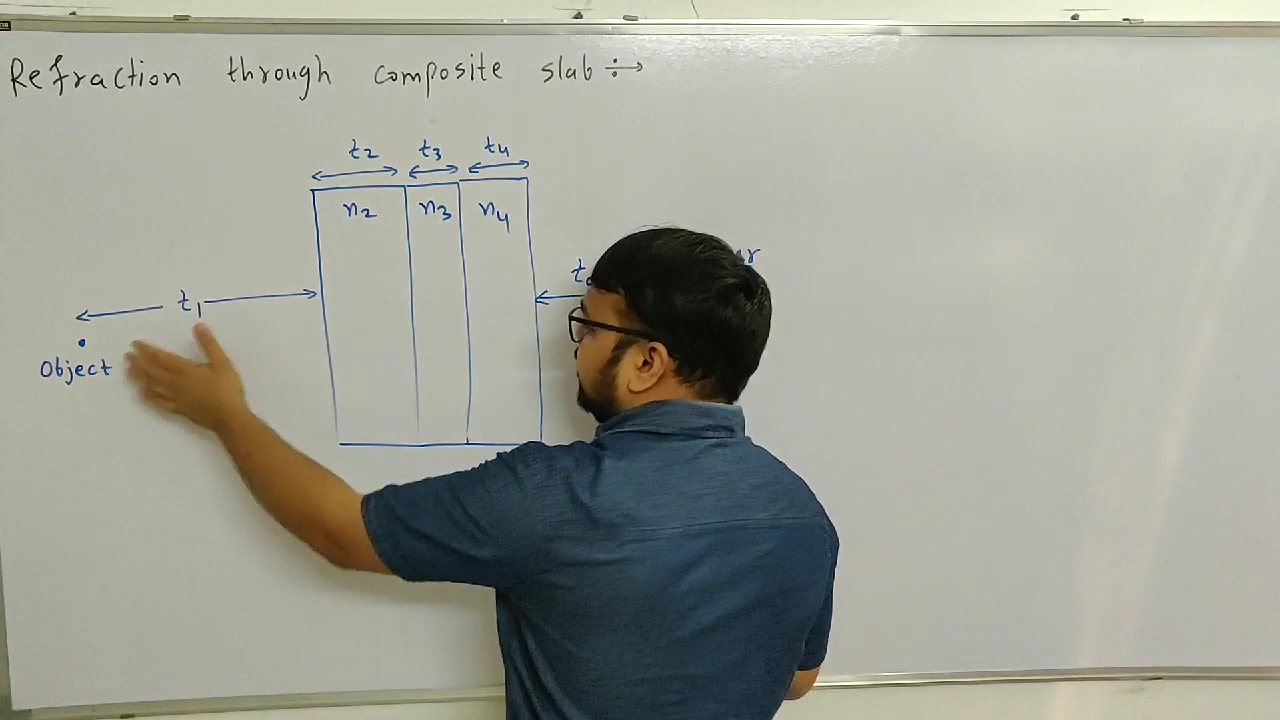 Refraction through composite slab ÷→
t2 t3 t4
n2 n3 n4
t1
Object